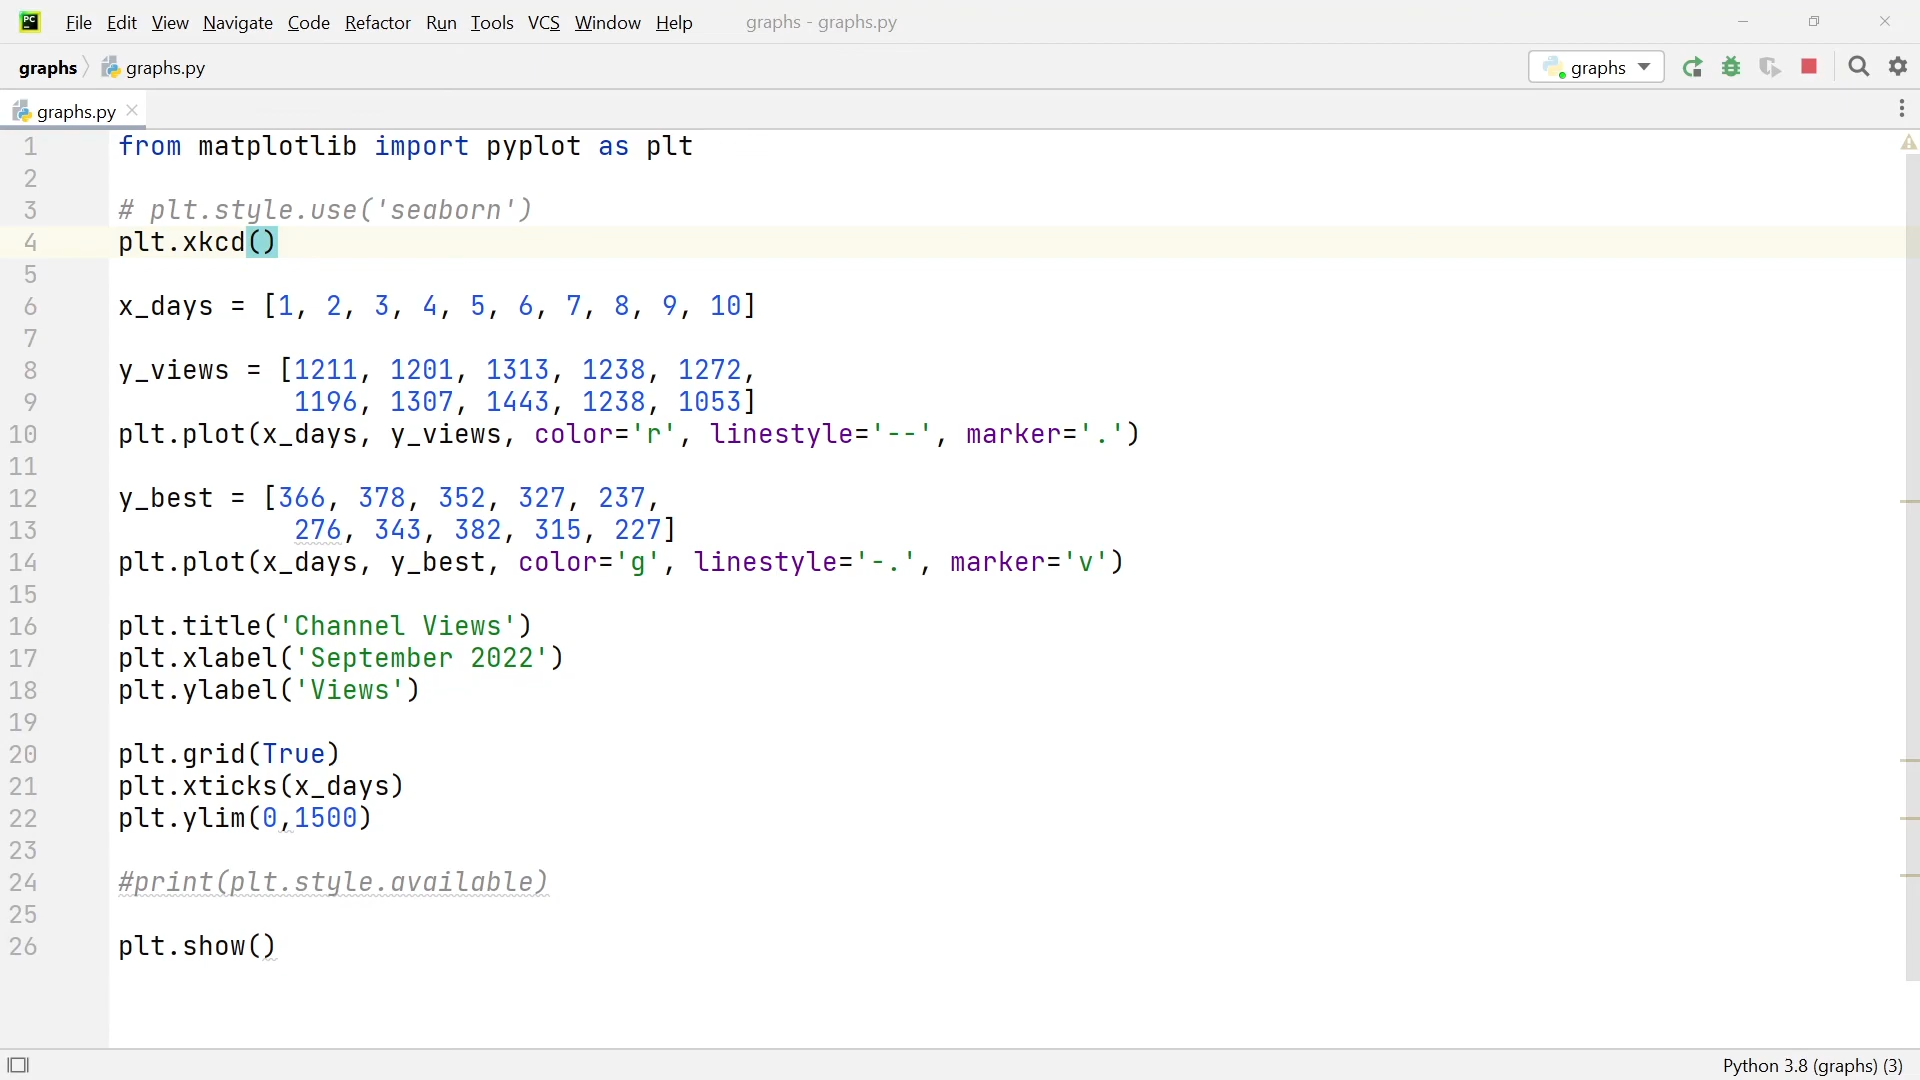 PC File Edit View Navigate Code Refactor Run Tools VCS Window Help graphs - graphs.py
graphs graphs.py graphs
graphs.py
1 from matplotlib import pyplot as plt
2
3 # plt.style.use('seaborn')
4 plt.xkcd()
5
6 x_days = [1, 2, 3, 4, 5, 6, 7, 8, 9, 10]
7
8 y_views = [1211, 1201, 1313, 1238, 1272,
9 1196, 1307, 1443, 1238, 1053]
10 plt.plot(x_days, y_views, color='r', linestyle='--', marker='.')
11
12 y_best = [366, 378, 352, 327, 237,
13 276, 343, 382, 315, 227]
14 plt.plot(x_days, y_best, color='g', linestyle='-.', marker='v')
15
16 plt.title('Channel Views')
17 plt.xlabel('September 2022')
18 plt.ylabel('Views')
19
20 plt.grid(True)
21 plt.xticks(x_days)
22 plt.ylim(0,1500)
23
24 #print(plt.style.available)
25
26 plt.show()
Python 3.8 (graphs) (3)